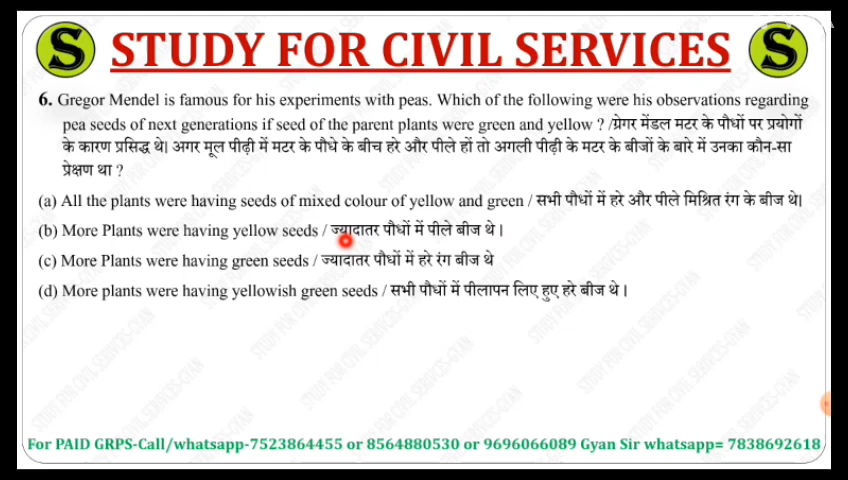 S STUDY FOR CIVIL SERVICES S
6. Gregor Mendel is famous for his experiments with peas. Which of the following were his observations regarding
pea seeds of next generations if seed of the parent plants were green and yellow ? /ग्रेगर मेंडल मटर के पौधों पर प्रयोगों
के कारण प्रसिद्ध थे। अगर मूल पीढ़ी में मटर के पौधे के बीच हरे और पीले हों तो अगली पीढ़ी के मटर के बीजों के बारे में उनका कौन-सा
प्रेक्षण था ?
(a) All the plants were having seeds of mixed colour of yellow and green / सभी पौधों में हरे और पीले मिश्रित रंग के बीज थे।
(b) More Plants were having yellow seeds / ज्यादातर पौधों में पीले बीज थे ।
(c) More Plants were having green seeds / ज्यादातर पौधों में हरे रंग बीज थे
(d) More plants were having yellowish green seeds / सभी पौधों में पीलापन लिए हुए हरे बीज थे ।
For PAID GRPS-Call/whatsapp-7523864455 or 8564880530 or 9696066089 Gyan Sir whatsapp= 7838692618